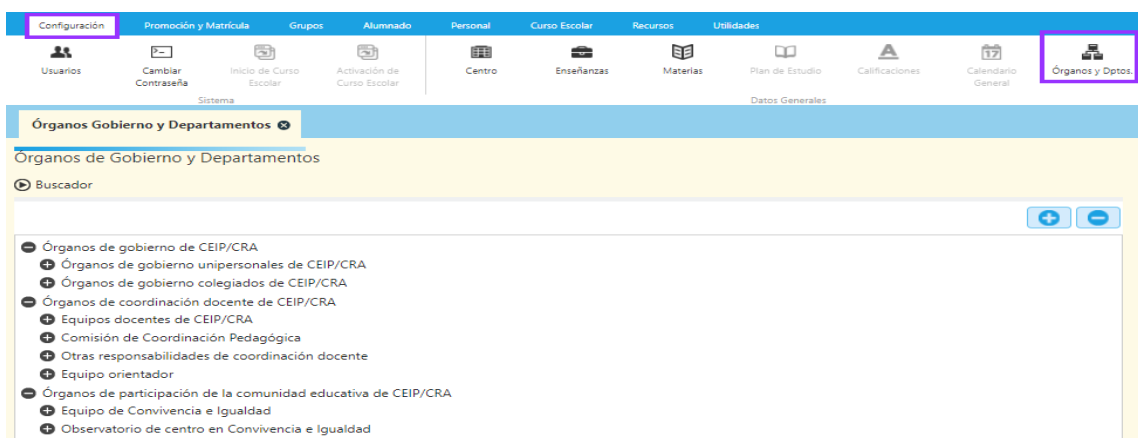 Configuración Promoción y Matrícula Grupos Alumnado Personal Curso Escolar Recursos Utilidades
Usuarios Cambiar Contraseña Inicio de Curso Escolar Activación de Curso Escolar Centro Enseñanzas Materias Plan de Estudio Calificaciones Calendario General Órganos y Dptos.
Sistema Datos Generales
Órganos Gobierno y Departamentos
Órganos de Gobierno y Departamentos
Buscador
Órganos de gobierno de CEIP/CRA
Órganos de gobierno unipersonales de CEIP/CRA
Órganos de gobierno colegiados de CEIP/CRA
Órganos de coordinación docente de CEIP/CRA
Equipos docentes de CEIP/CRA
Comisión de Coordinación Pedagógica
Otras responsabilidades de coordinación docente
Equipo orientador
Órganos de participación de la comunidad educativa de CEIP/CRA
Equipo de Convivencia e Igualdad
Observatorio de centro en Convivencia e Igualdad